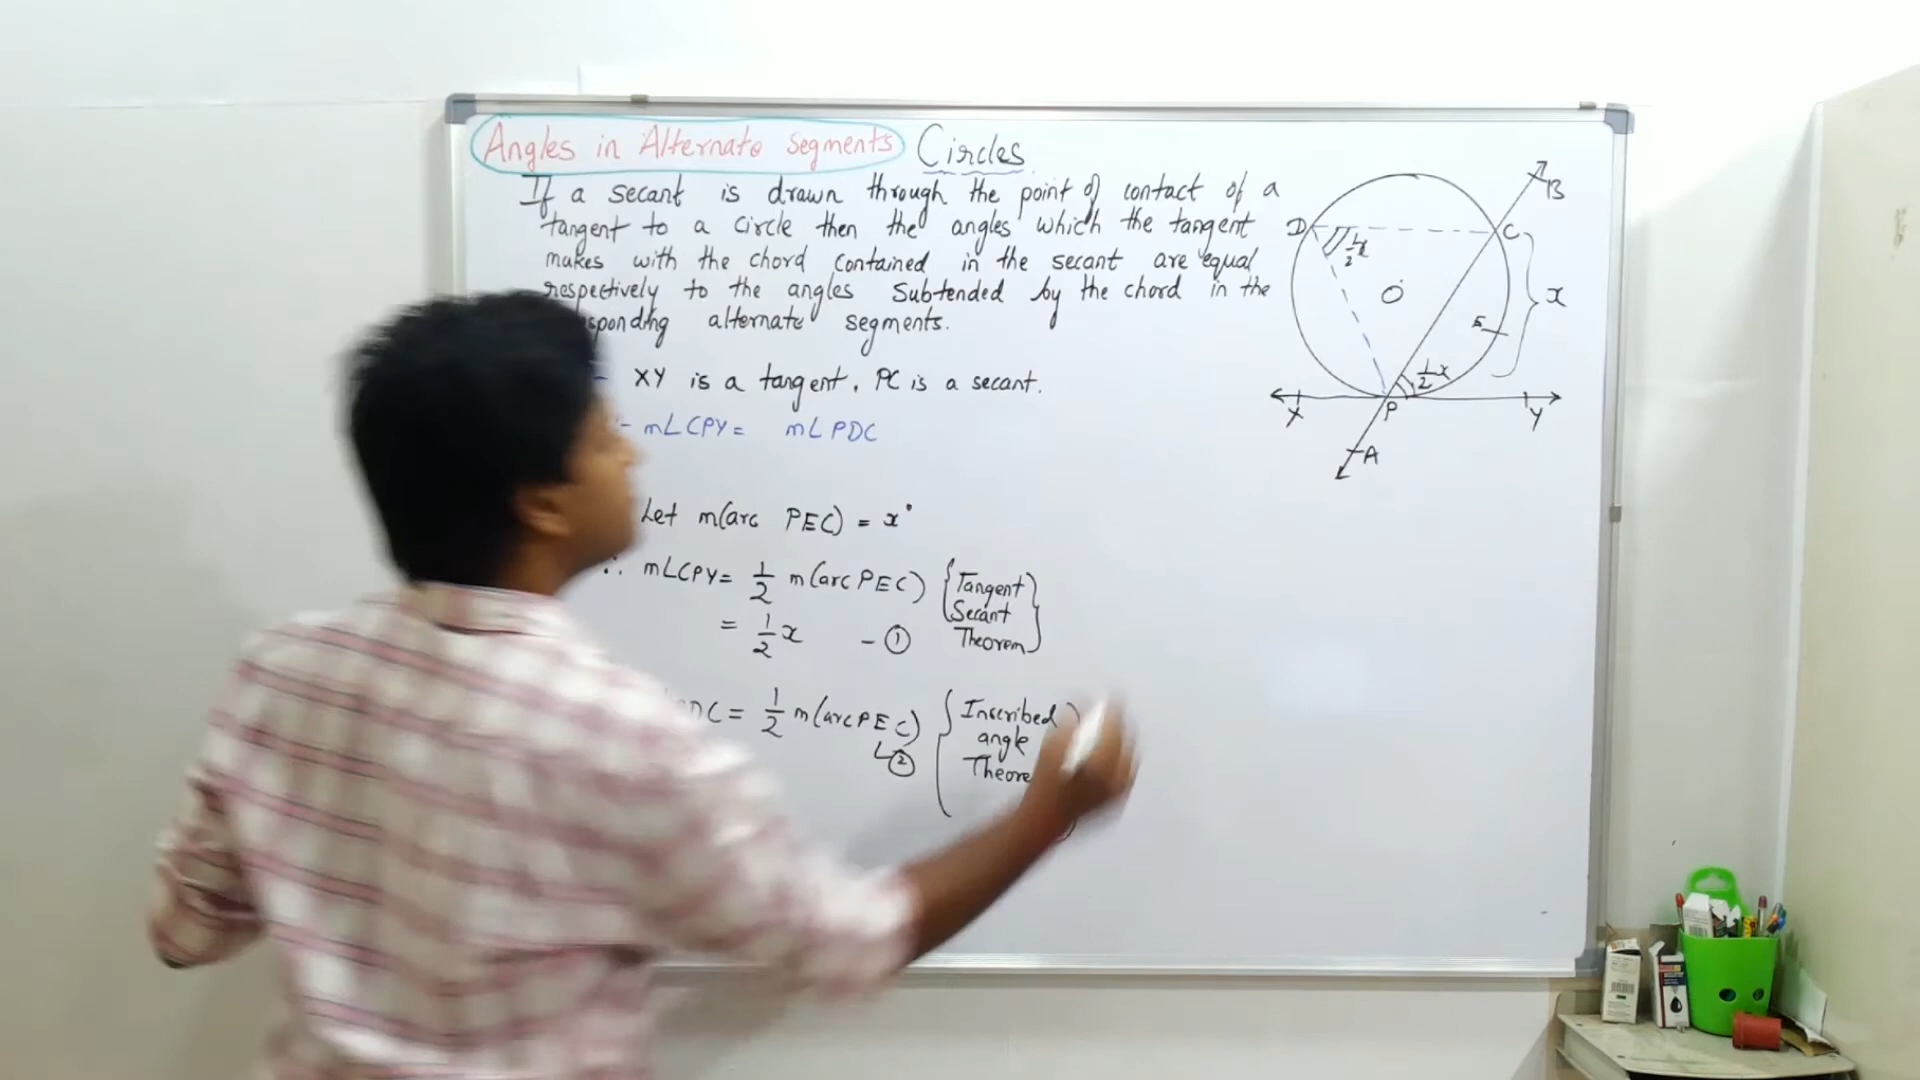 Angles in Alternate Segments Circles
If a secant is drawn through the point of contact of a
tangent to a circle then the angles which the tangent
makes with the chord contained in the secant are equal
respectively to the angles subtended by the chord in the
sponding alternate segments.
XY is a tangent. PC is a secant.
:- m∠CPY = m∠PDC
Let m(arc PEC) = x°
∴ m∠CPY = 1/2 m(arc PEC) {Tangent
Secant
Theorem}
= 1/2 x - ①
PDC = 1/2 m(arc PEC) {Inscribed
angle
②
B
D
C
1/2 x
O
x
E
1/2 x
X
P
Y
A